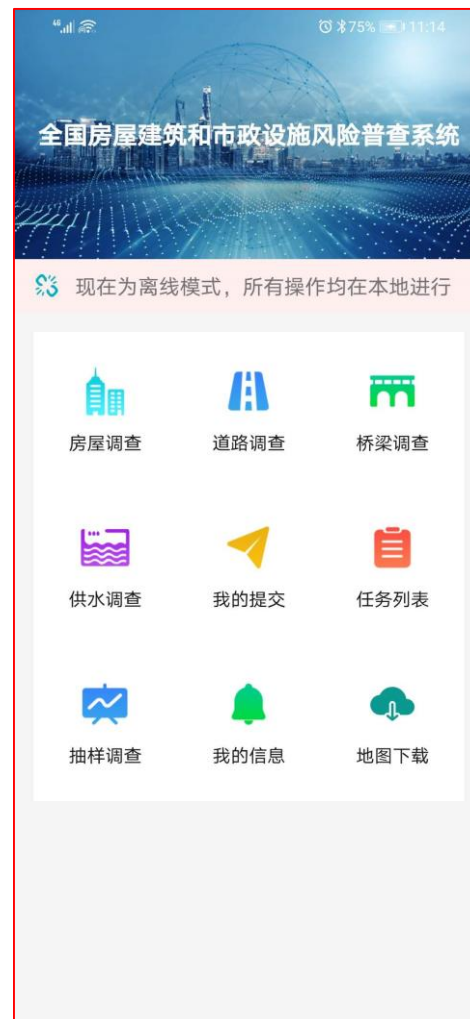 46 75% 11:14
全国房屋建筑和市政设施风险普查系统
现在为离线模式，所有操作均在本地进行
房屋调查 道路调查 桥梁调查
供水调查 我的提交 任务列表
抽样调查 我的信息 地图下载